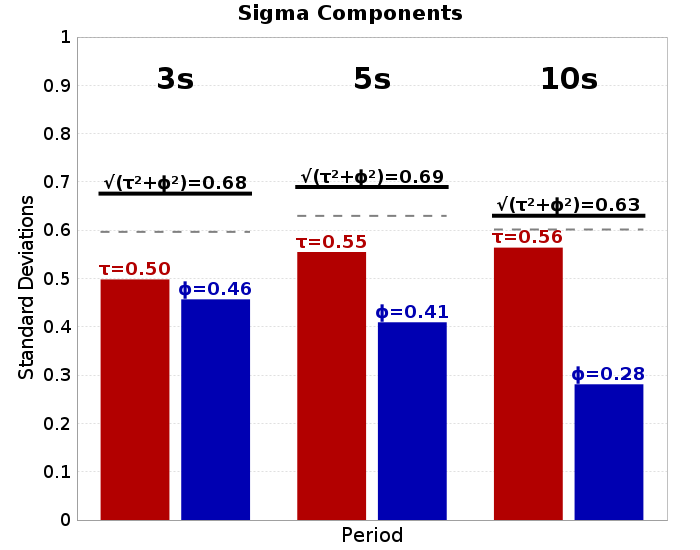 Sigma Components
Standard Deviations
1
0.9
0.8
0.7
0.6
0.5
0.4
0.3
0.2
0.1
0
3s
5s
10s
√(τ²+ϕ²)=0.68
√(τ²+ϕ²)=0.69
√(τ²+ϕ²)=0.63
τ=0.50
ϕ=0.46
τ=0.55
ϕ=0.41
τ=0.56
ϕ=0.28
Period